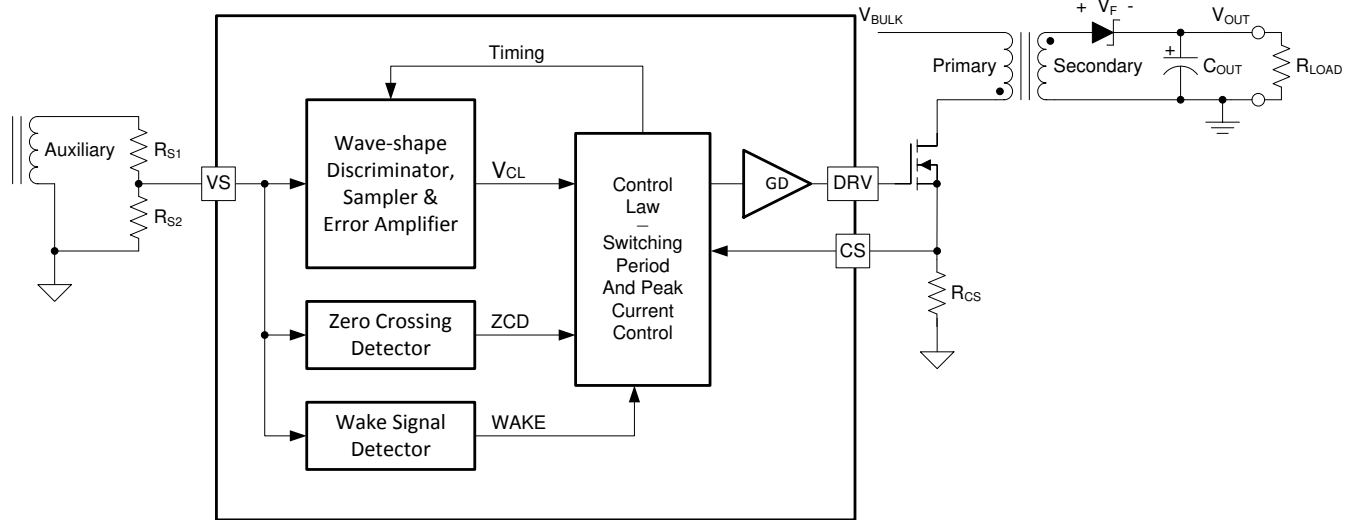 VBULK
+ VF -
VOUT
Timing
Primary
Secondary
+
COUT
RLOAD
Auxiliary
RS1
RS2
VS
Wave-shape
Discriminator,
Sampler &
Error Amplifier
VCL
Control
Law
–
Switching
Period
And Peak
Current
Control
GD
DRV
CS
RCS
Zero Crossing
Detector
ZCD
Wake Signal
Detector
WAKE